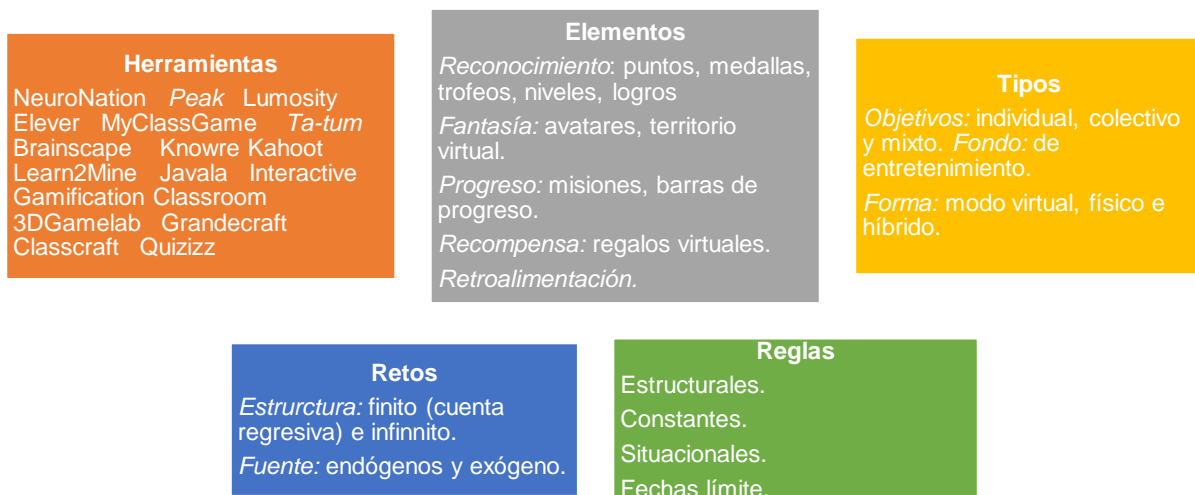 Herramientas
NeuroNation Peak Lumosity
Elever MyClassGame Ta-tum
Brainscape Knowre Kahoot
Learn2Mine Javala Interactive
Gamification Classroom
3DGamelab Grandecraft
Classcraft Quizizz
Elementos
Reconocimiento: puntos, medallas,
trofeos, niveles, logros
Fantasía: avatares, territorio
virtual.
Progreso: misiones, barras de
progreso.
Recompensa: regalos virtuales.
Retroalimentación.
Tipos
Objetivos: individual, colectivo
y mixto. Fondo: de
entretenimiento.
Forma: modo virtual, físico e
híbrido.
Retos
Estrurctura: finito (cuenta
regresiva) e infinnito.
Fuente: endógenos y exógeno.
Reglas
Estructurales.
Constantes.
Situacionales.
Fechas límite.